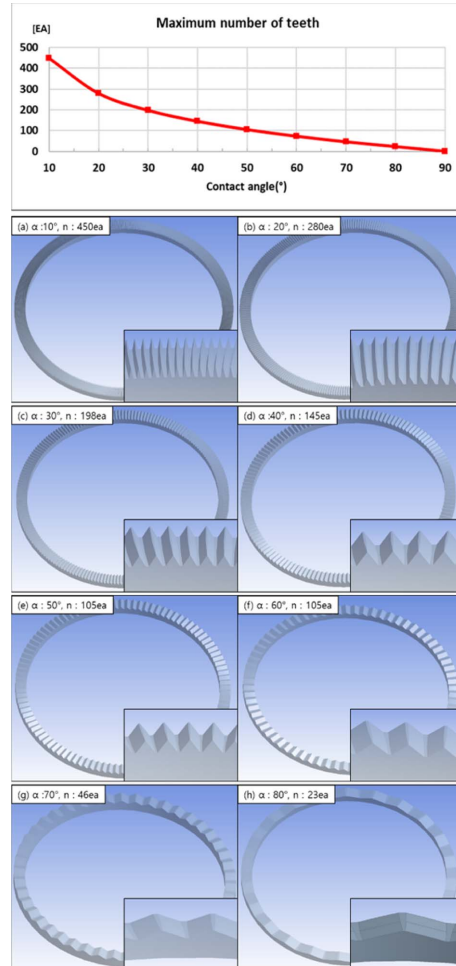 Maximum number of teeth
[EA]
500
400
300
200
100
0
10 20 30 40 50 60 70 80 90
Contact angle(°)
(a) α :10°, n : 450ea
(b) α : 20°, n : 280ea
(c) α : 30°, n : 198ea
(d) α :40°, n : 145ea
(e) α : 50°, n : 105ea
(f) α : 60°, n : 105ea
(g) α :70°, n : 46ea
(h) α : 80°, n : 23ea